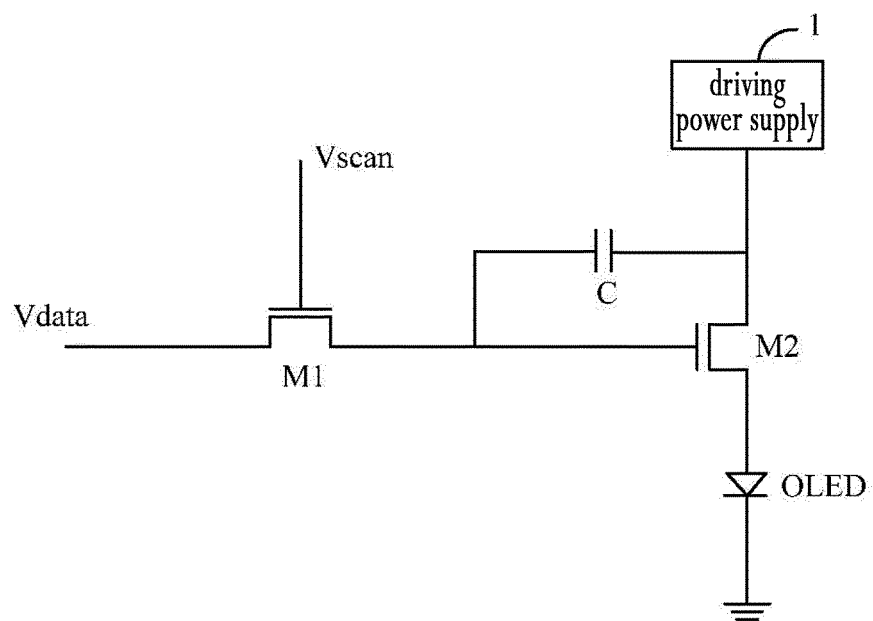 1
driving
power supply
Vscan
C
Vdata
M1
M2
OLED